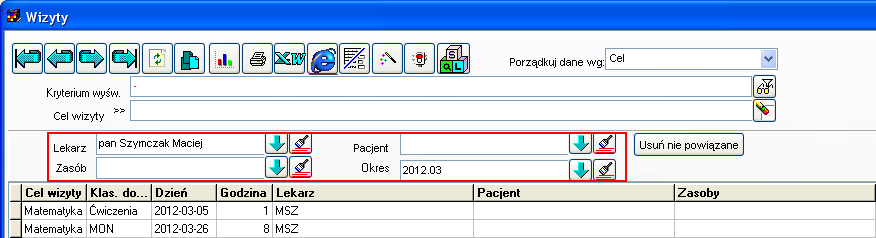 Wizyty
XW
SQL
Porządkuj dane wg: Cel
Kryterium wyśw. .
Cel wizyty >>
Lekarz pan Szymczak Maciej Pacjent Usuń nie powiązane
Zasób Okres 2012.03
Cel wizyty Klas. do... Dzień Godzina Lekarz Pacjent Zasoby
Matematyka Ćwiczenia 2012-03-05 1 MSZ
Matematyka MON 2012-03-26 8 MSZ